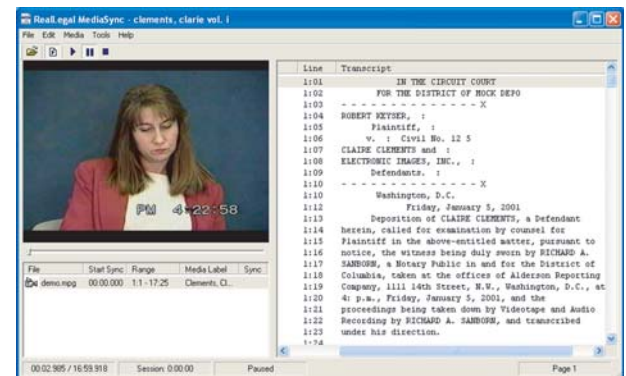 RealLegal MediaSync - clements, clarie vol. i
File Edit Media Tools Help
PM 4:22:58
File Start Sync Range Media Label Sync
demo.mpg 00:00.000 1:1 - 17:25 Clements, Cl...
Line Transcript
1:01 IN THE CIRCUIT COURT
1:02 FOR THE DISTRICT OF MOCK DEPO
1:03 - - - - - - - - - - - - - - X
1:04 ROBERT KEYSER, :
1:05 Plaintiff, :
1:06 v. : Civil No. 12 5
1:07 CLAIRE CLEMENTS and :
1:08 ELECTRONIC IMAGES, INC., :
1:09 Defendants. :
1:10 - - - - - - - - - - - - - - X
1:10 Washington, D.C.
1:12 Friday, January 5, 2001
1:13 Deposition of CLAIRE CLEMENTS, a Defendant
1:14 herein, called for examination by counsel for
1:15 Plaintiff in the above-entitled matter, pursuant to
1:16 notice, the witness being duly sworn by RICHARD A.
1:17 SANBORN, a Notary Public in and for the District of
1:18 Columbia, taken at the offices of Alderson Reporting
1:19 Company, 1111 14th Street, N.W., Washington, D.C., at
1:20 4: p.m., Friday, January 5, 2001, and the
1:21 proceedings being taken down by Videotape and Audio
1:22 Recording by RICHARD A. SANBORN, and transcribed
1:23 under his direction.
1:24
00:02.985 / 16:59.918 Session: 0:00:00 Paused Page 1